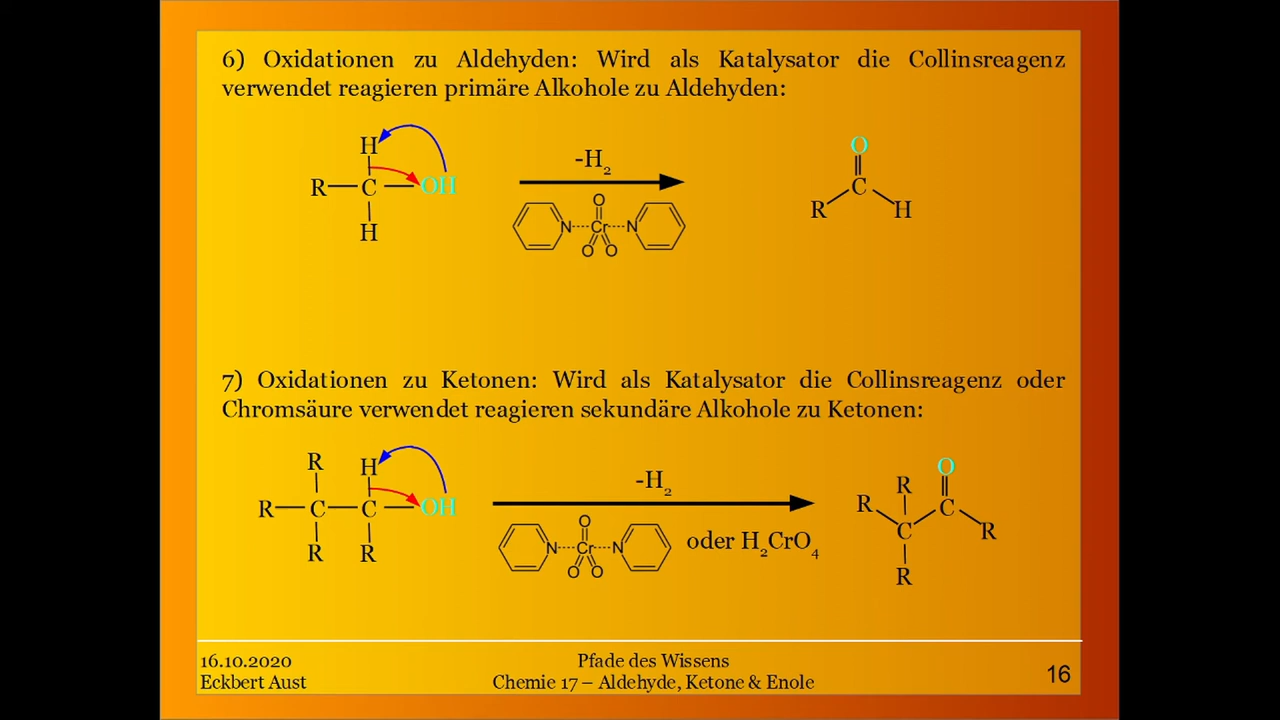 6) Oxidationen zu Aldehyden: Wird als Katalysator die Collinsreagenz
verwendet reagieren primäre Alkohole zu Aldehyden:
H
R C OH
H
-H₂
O
N Cr N
O O
O
C
R H
7) Oxidationen zu Ketonen: Wird als Katalysator die Collinsreagenz oder
Chromsäure verwendet reagieren sekundäre Alkohole zu Ketonen:
R H
R C C OH
R R
-H₂
O
N Cr N
O O
oder H₂CrO₄
O
R
R C
C R
R
16.10.2020
Eckbert Aust
Pfade des Wissens
Chemie 17 – Aldehyde, Ketone & Enole
16